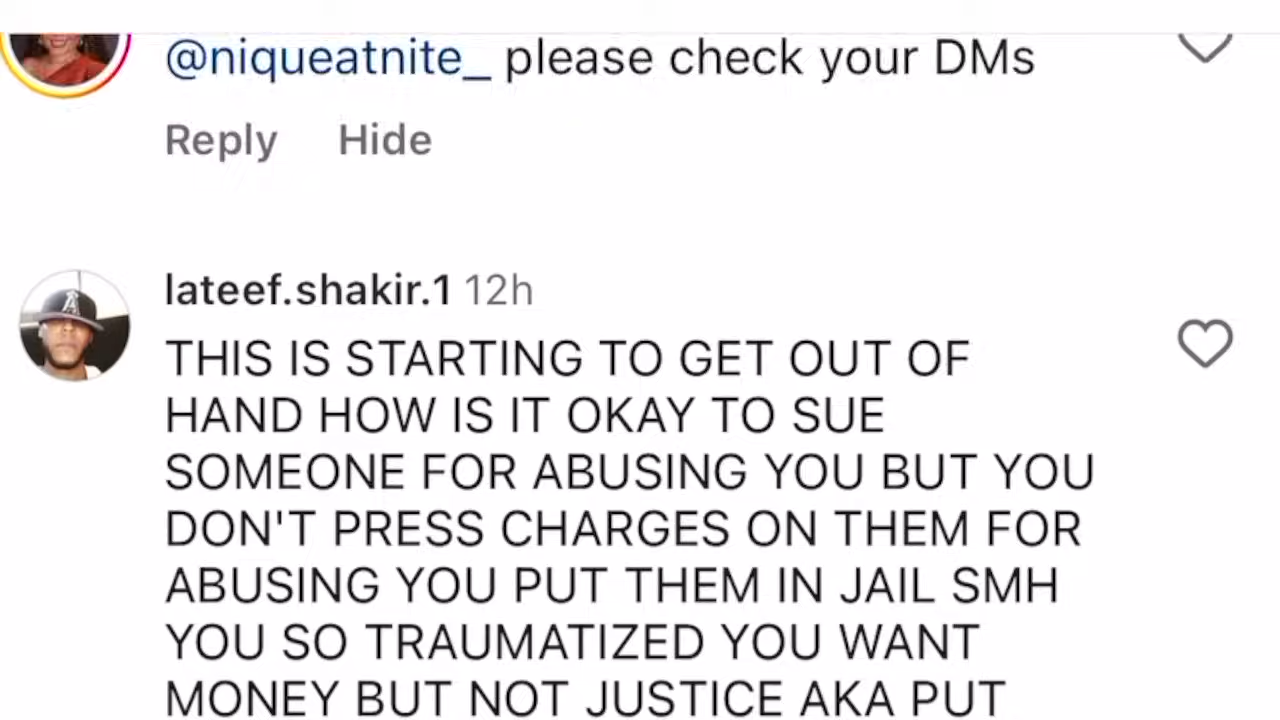 @niqueatnite_ please check your DMs
Reply Hide
lateef.shakir.1 12h
THIS IS STARTING TO GET OUT OF
HAND HOW IS IT OKAY TO SUE
SOMEONE FOR ABUSING YOU BUT YOU
DON'T PRESS CHARGES ON THEM FOR
ABUSING YOU PUT THEM IN JAIL SMH
YOU SO TRAUMATIZED YOU WANT
MONEY BUT NOT JUSTICE AKA PUT